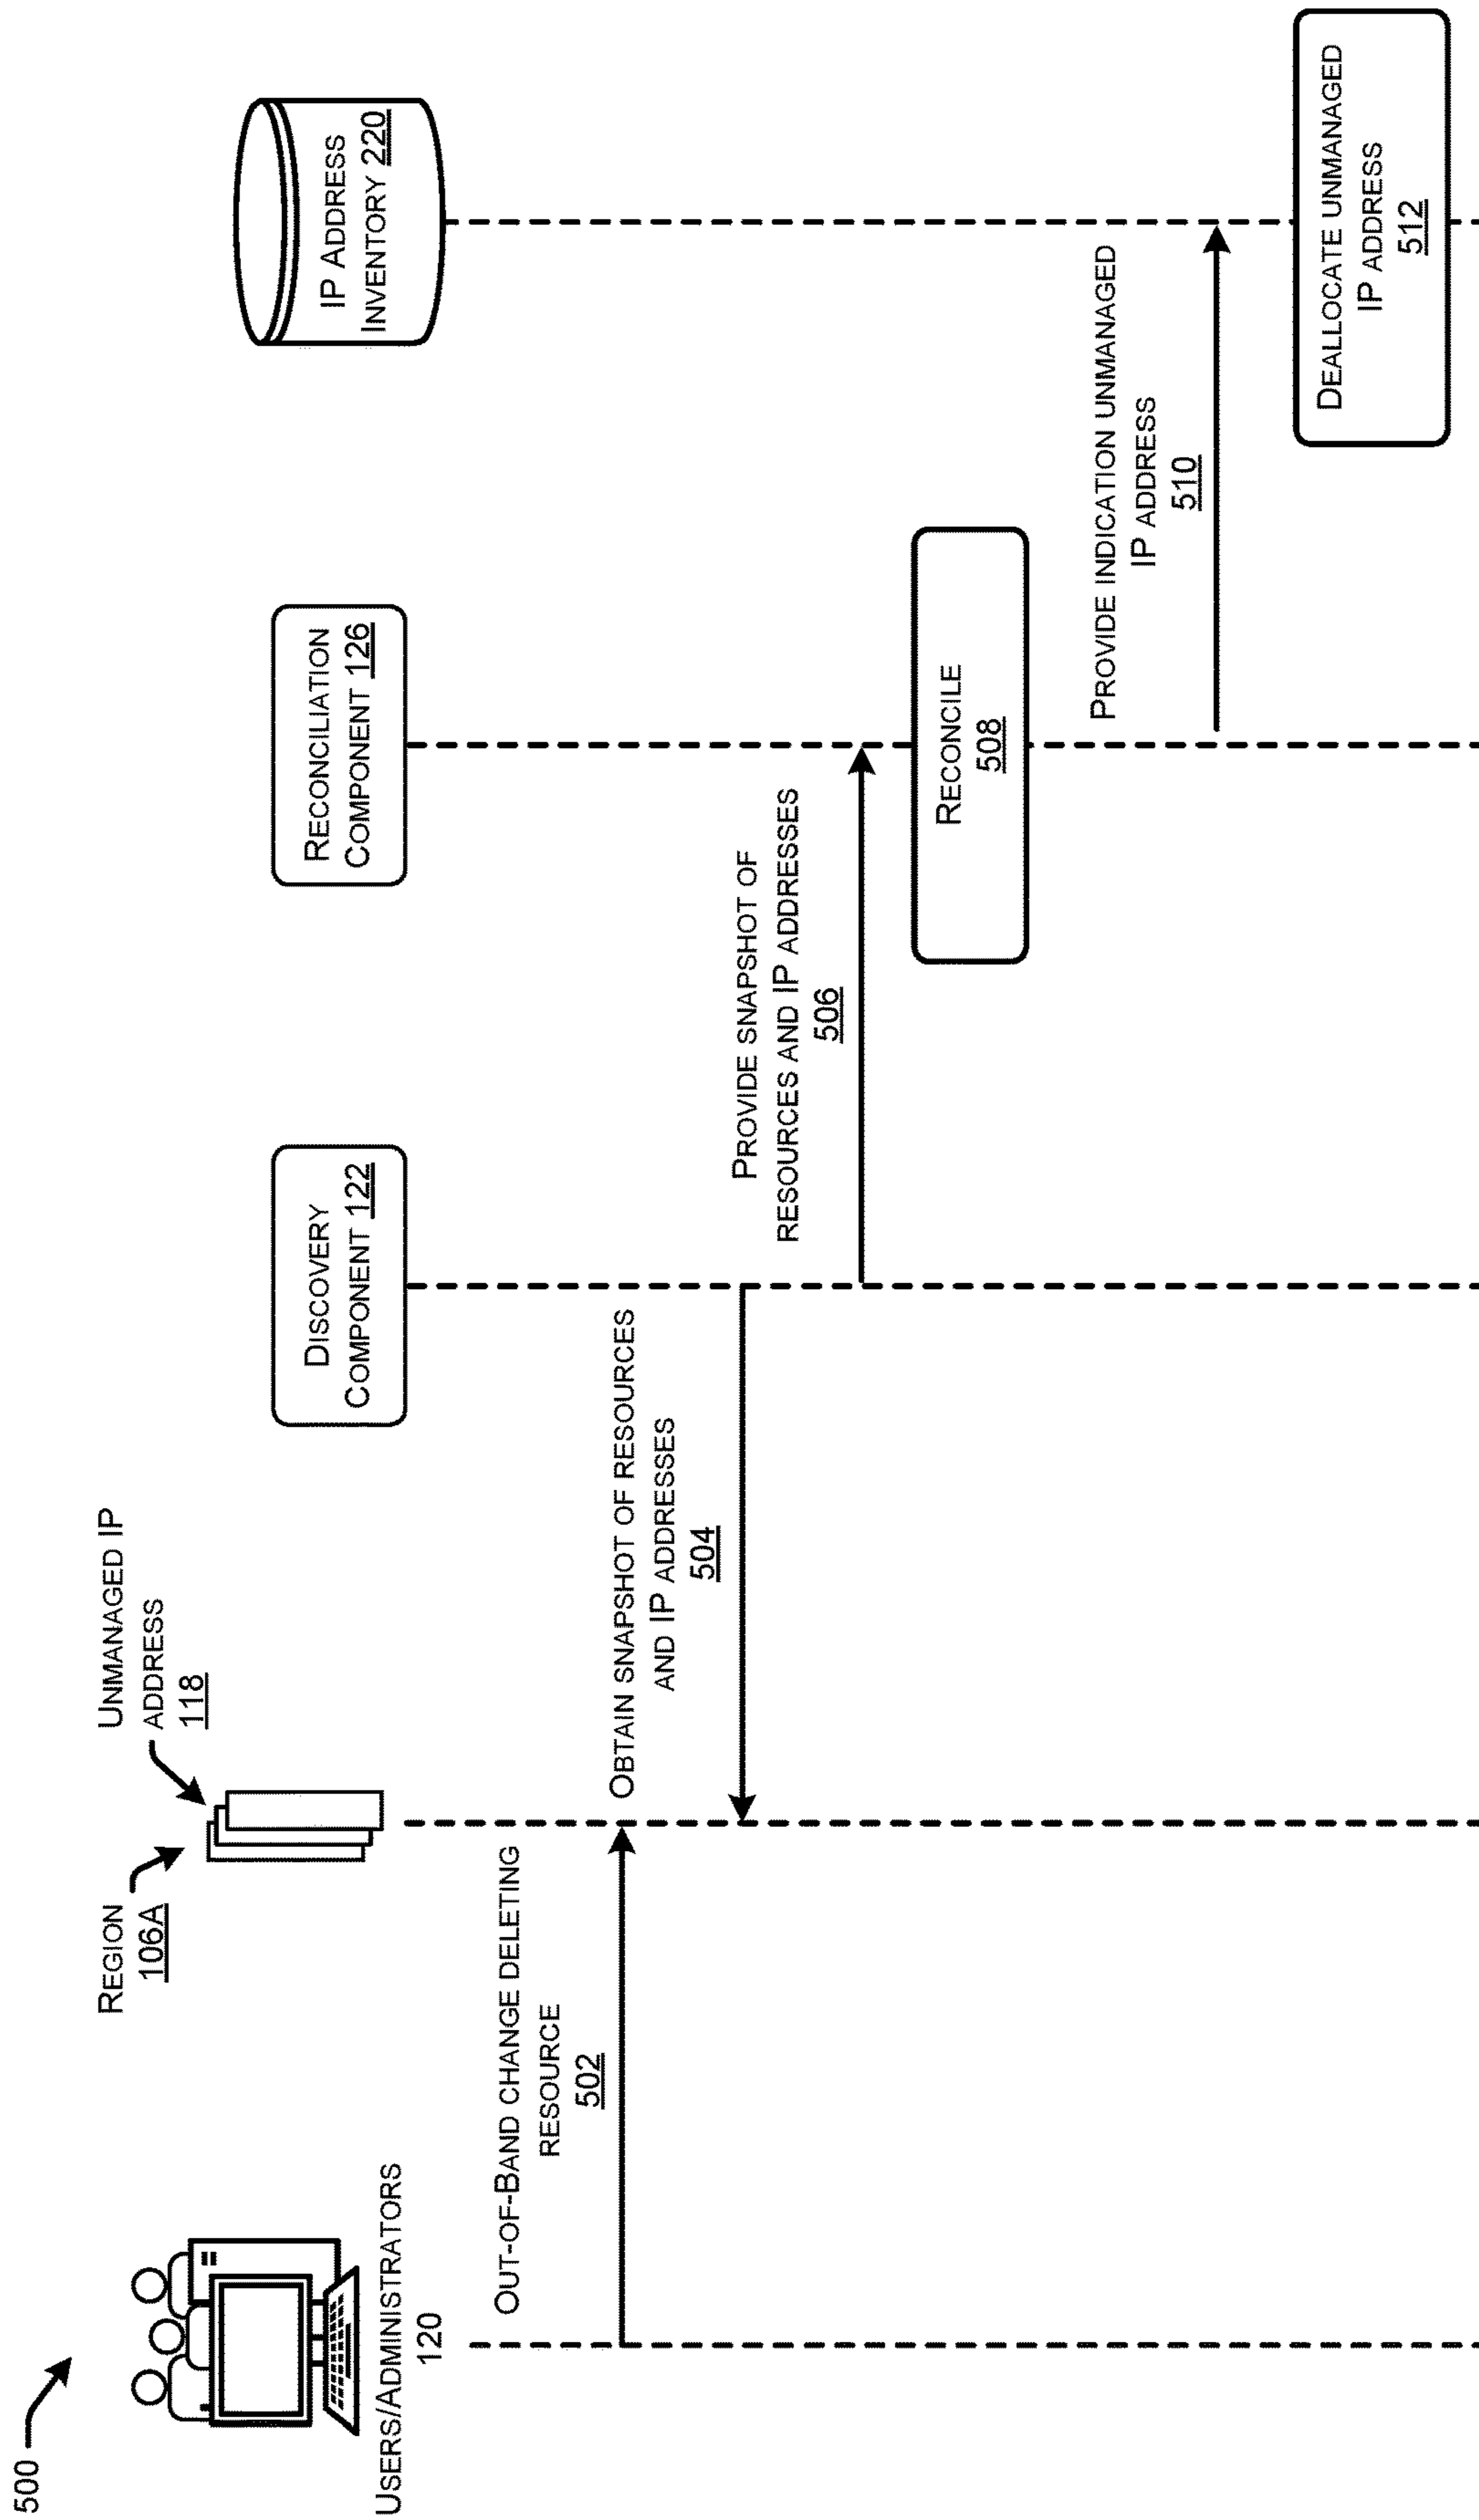 500
USERS/ADMINISTRATORS
120
REGION
106A
UNMANAGED IP
ADDRESS
118
DISCOVERY
COMPONENT 122
RECONCILIATION
COMPONENT 126
IP ADDRESS
INVENTORY 220
OUT-OF-BAND CHANGE DELETING
RESOURCE
502
OBTAIN SNAPSHOT OF RESOURCES
AND IP ADDRESSES
504
PROVIDE SNAPSHOT OF
RESOURCES AND IP ADDRESSES
506
RECONCILE
508
PROVIDE INDICATION UNMANAGED
IP ADDRESS
510
DEALLOCATE UNMANAGED
IP ADDRESS
512